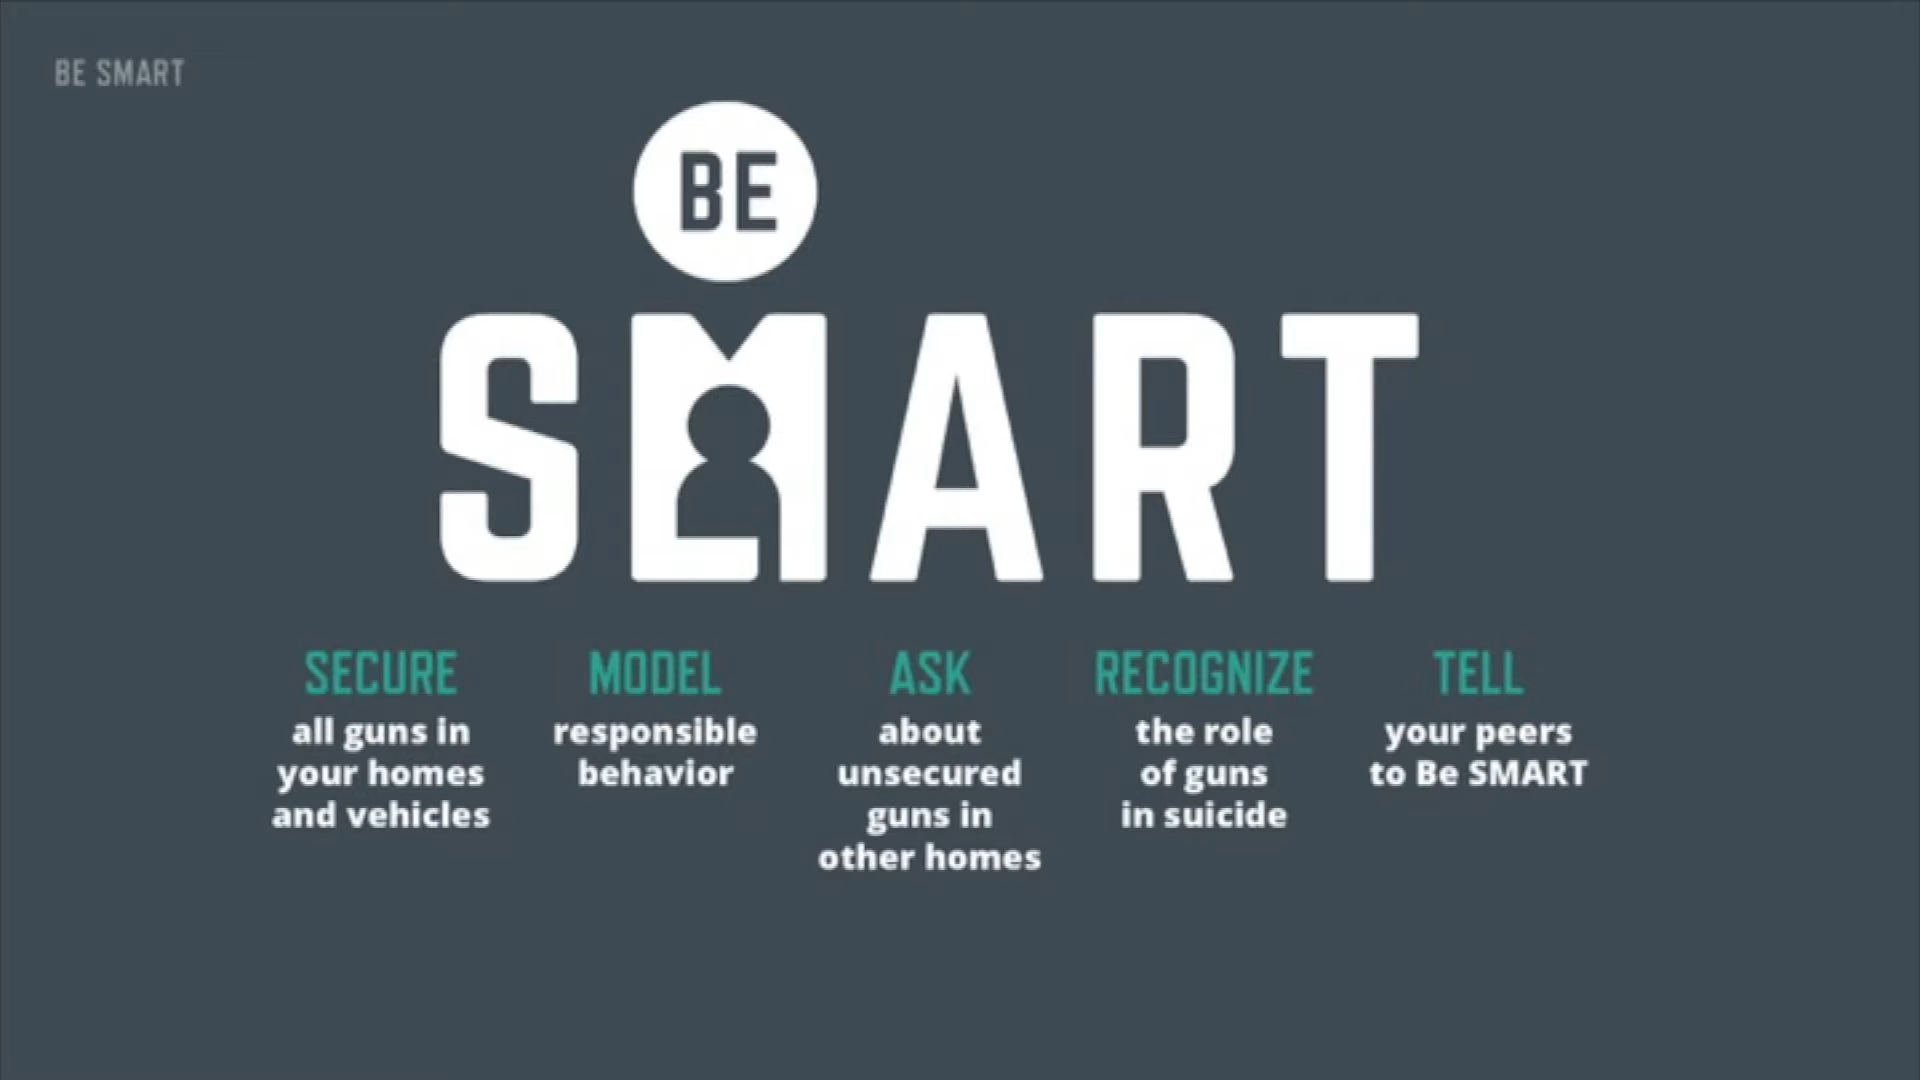 BE SMART
BE
SMART
SECURE
all guns in
your homes
and vehicles
MODEL
responsible
behavior
ASK
about
unsecured
guns in
other homes
RECOGNIZE
the role
of guns
in suicide
TELL
your peers
to Be SMART